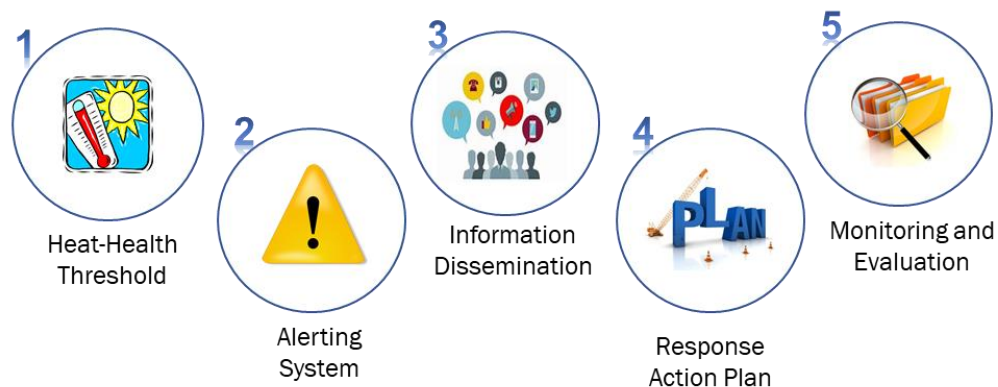 1
Heat-Health
Threshold
2
!
Alerting
System
3
Information
Dissemination
4
PLAN
Response
Action Plan
5
Monitoring and
Evaluation